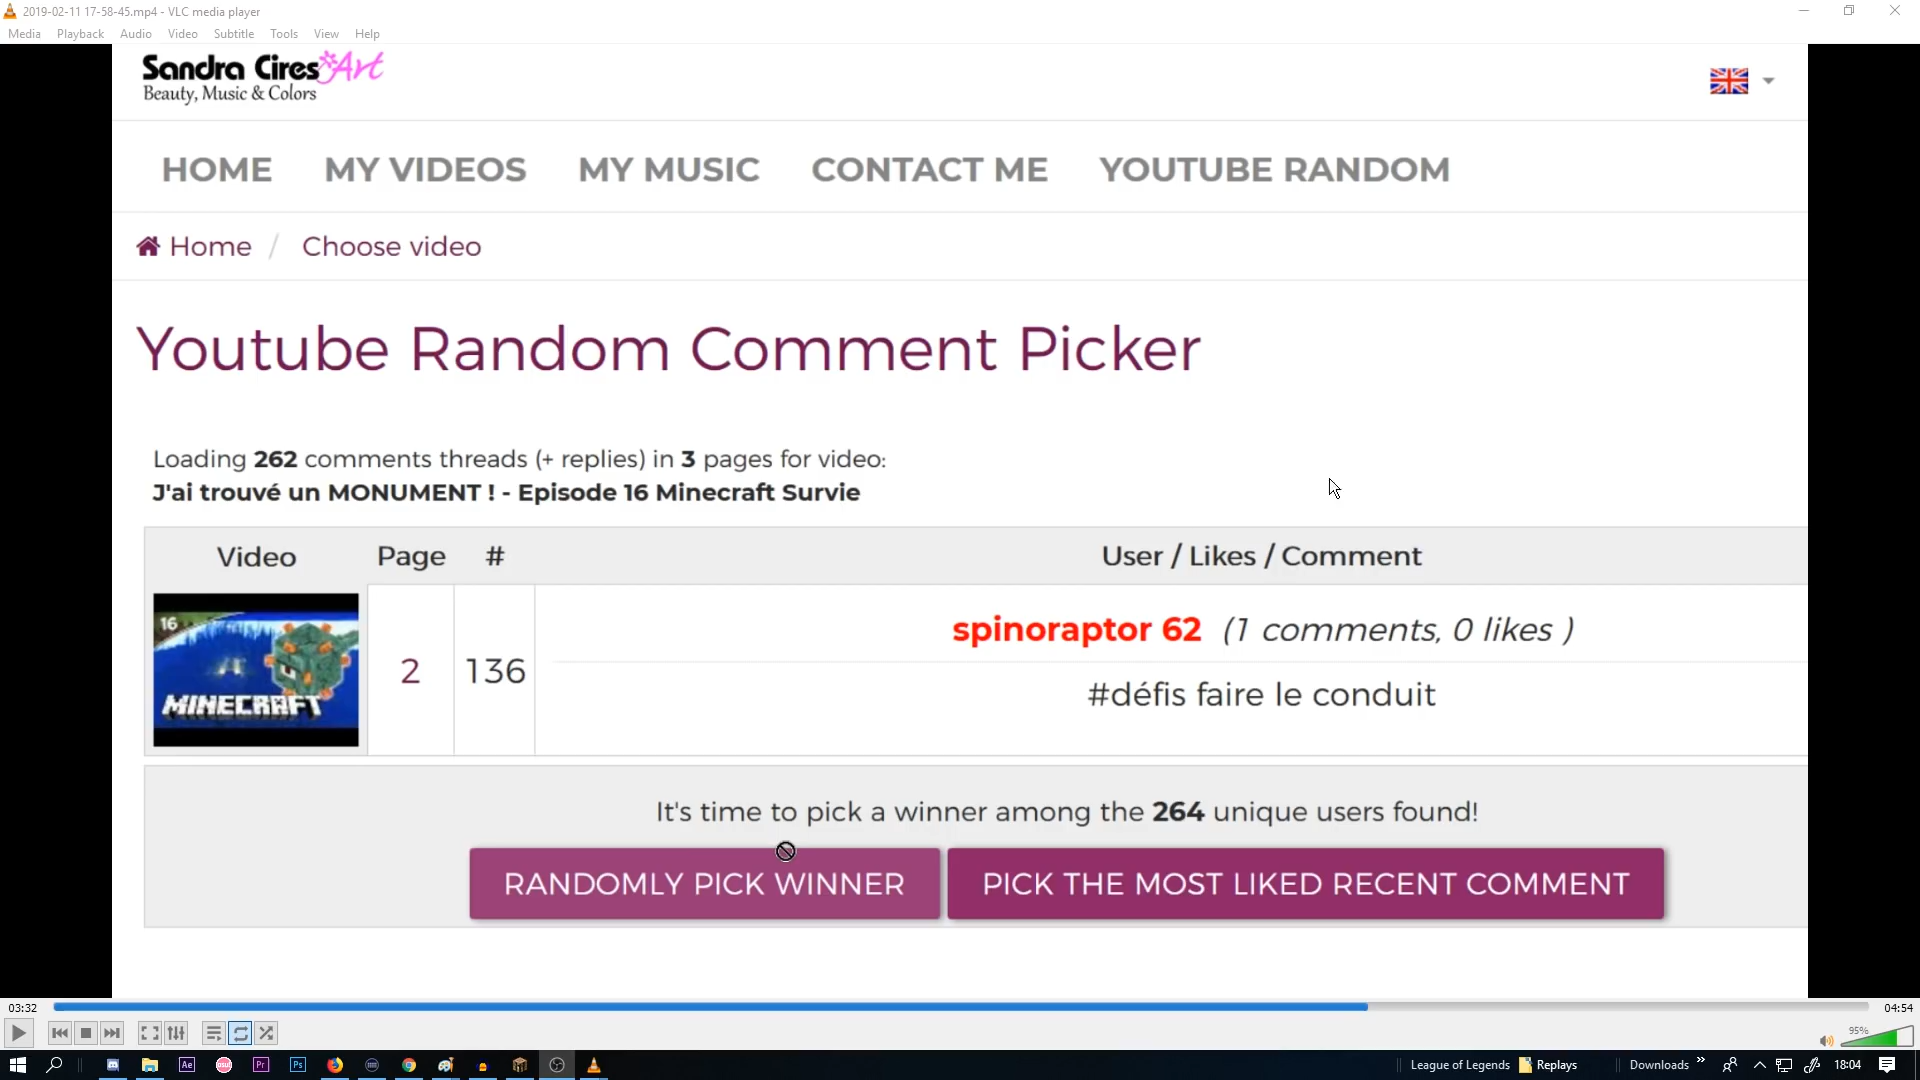 2019-02-11 17-58-45.mp4 - VLC media player
Media Playback Audio Video Subtitle Tools View Help
Sandra Cires Art
Beauty, Music & Colors
HOME MY VIDEOS MY MUSIC CONTACT ME YOUTUBE RANDOM
Home / Choose video
Youtube Random Comment Picker
Loading 262 comments threads (+ replies) in 3 pages for video:
J'ai trouvé un MONUMENT ! - Episode 16 Minecraft Survie
Video Page # User / Likes / Comment
16
MINECRAFT
2 136
spinoraptor 62 (1 comments, 0 likes )
#défis faire le conduit
It's time to pick a winner among the 264 unique users found!
RANDOMLY PICK WINNER PICK THE MOST LIKED RECENT COMMENT
03:32 04:54
95%
Ae osu! Pr Ps League of Legends Replays Downloads » 18:04